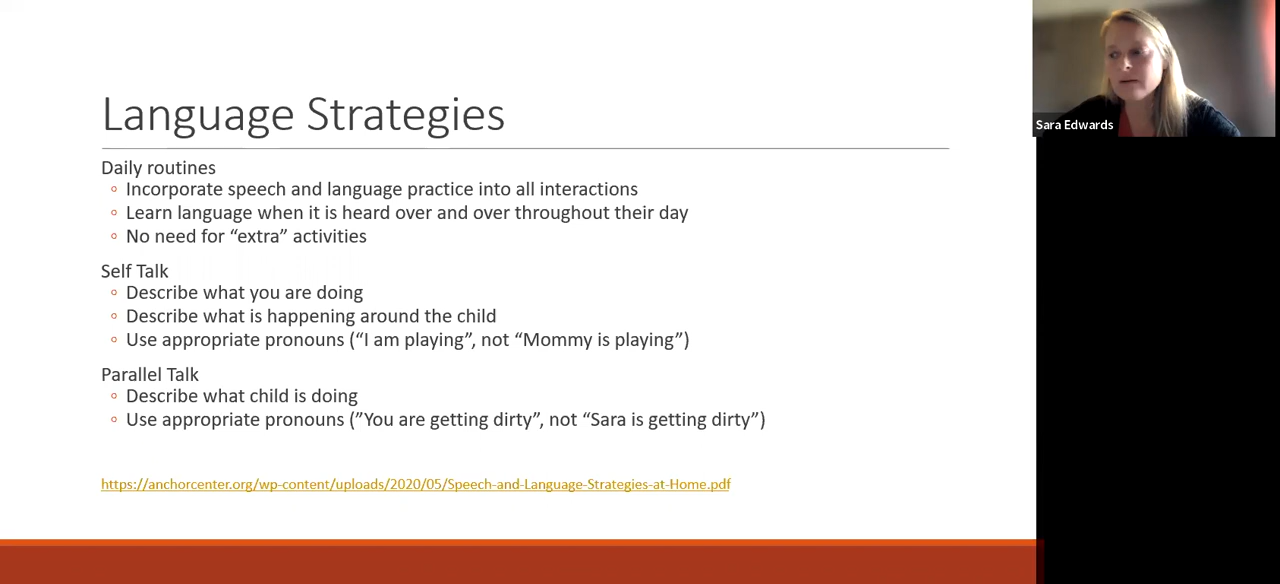 Language Strategies
Sara Edwards
Daily routines
◦ Incorporate speech and language practice into all interactions
◦ Learn language when it is heard over and over throughout their day
◦ No need for “extra” activities
Self Talk
◦ Describe what you are doing
◦ Describe what is happening around the child
◦ Use appropriate pronouns (“I am playing”, not “Mommy is playing”)
Parallel Talk
◦ Describe what child is doing
◦ Use appropriate pronouns (”You are getting dirty”, not “Sara is getting dirty”)
https://anchorcenter.org/wp-content/uploads/2020/05/Speech-and-Language-Strategies-at-Home.pdf